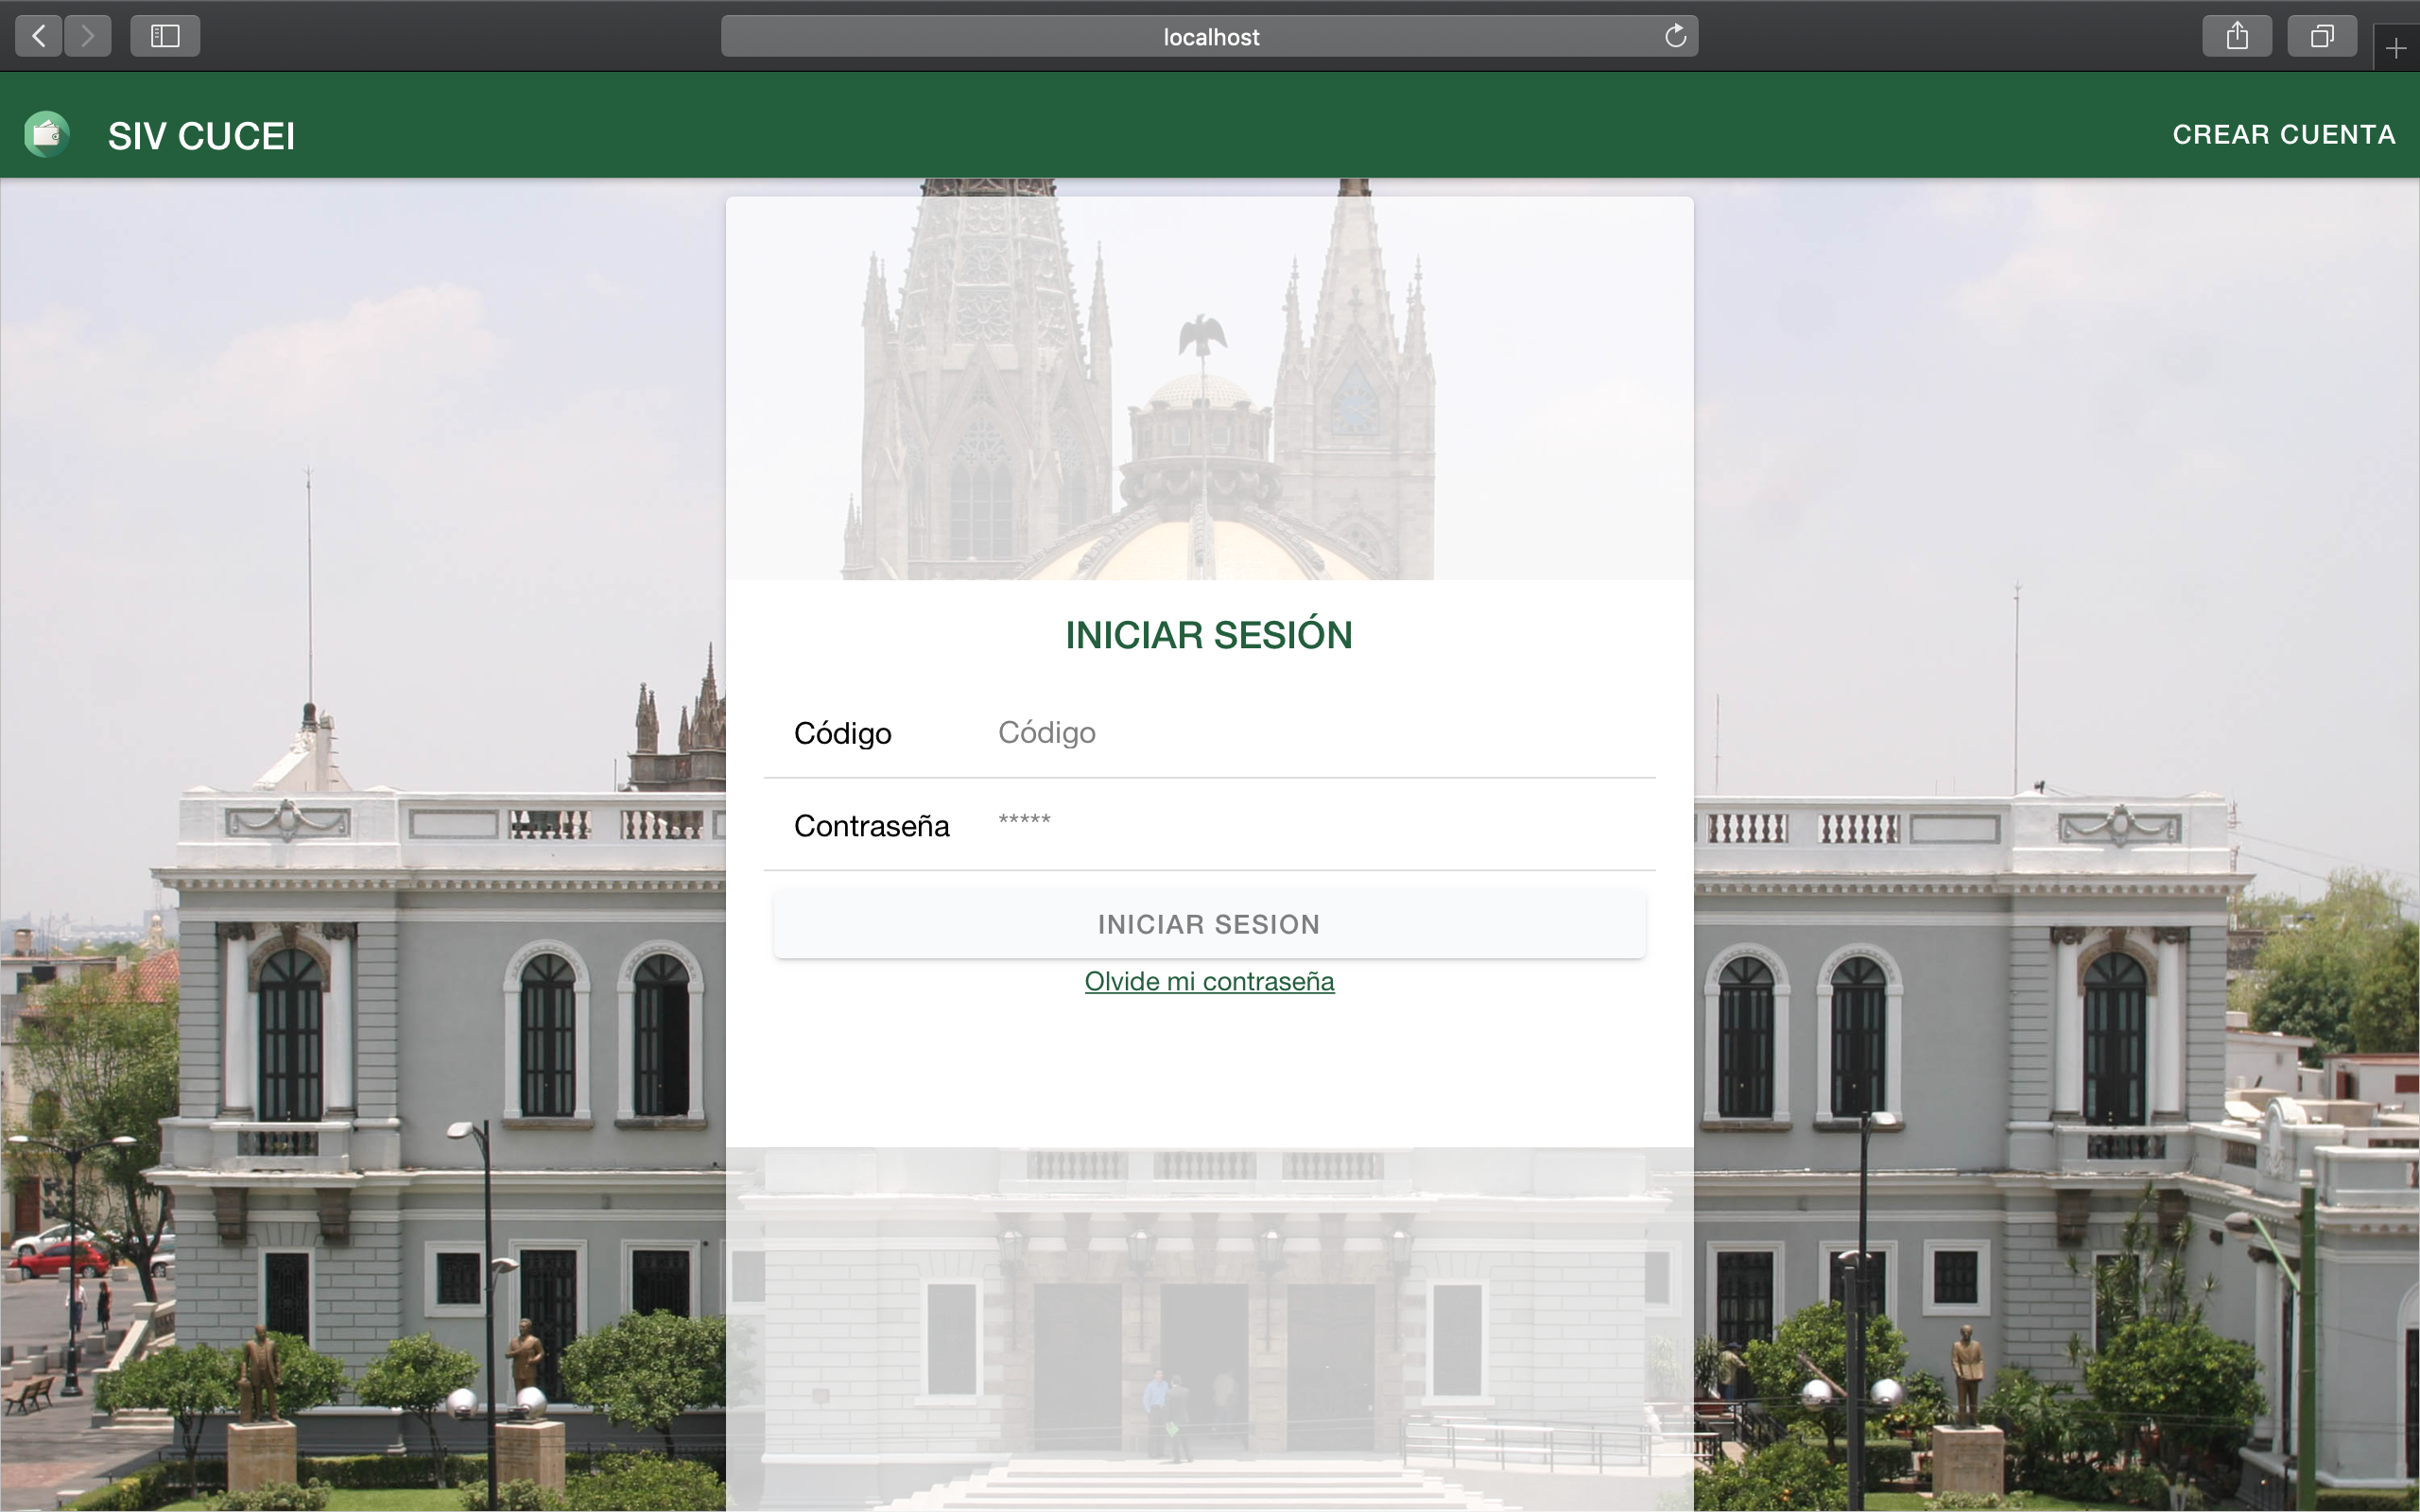 localhost
SIV CUCEI
CREAR CUENTA
INICIAR SESIÓN
Código Código
Contraseña *****
INICIAR SESION
Olvide mi contraseña